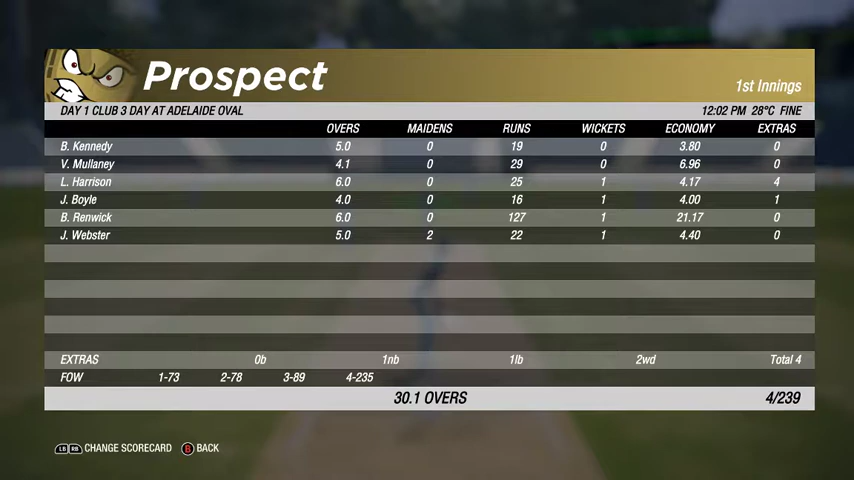 Prospect
1st Innings
DAY 1 CLUB 3 DAY AT ADELAIDE OVAL 12:02 PM 28°C FINE
OVERS MAIDENS RUNS WICKETS ECONOMY EXTRAS
B. Kennedy 5.0 0 19 0 3.80 0
V. Mullaney 4.1 0 29 0 6.96 0
L. Harrison 6.0 0 25 1 4.17 4
J. Boyle 4.0 0 16 1 4.00 1
B. Renwick 6.0 0 127 1 21.17 0
J. Webster 5.0 2 22 1 4.40 0
EXTRAS 0b 1nb 1lb 2wd Total 4
FOW 1-73 2-78 3-89 4-235
30.1 OVERS 4/239
LB RB CHANGE SCORECARD B BACK